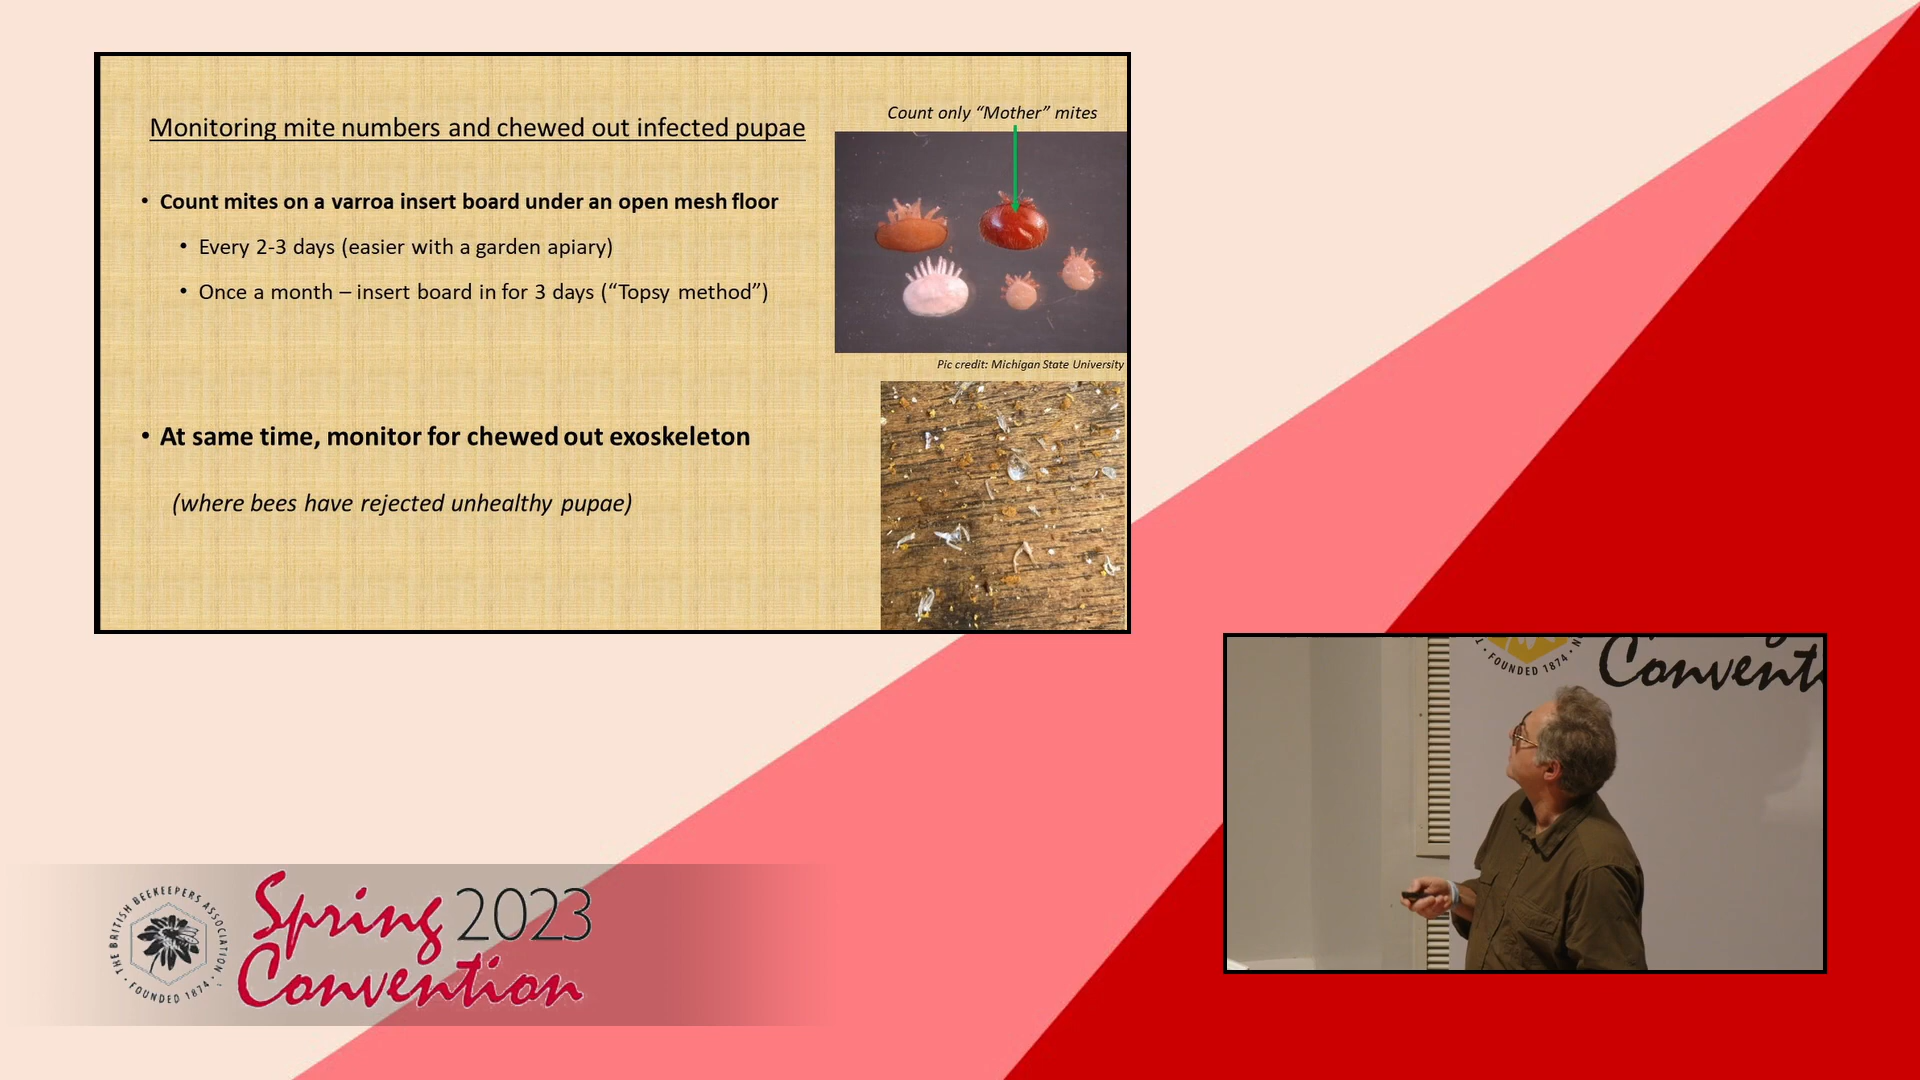 Monitoring mite numbers and chewed out infected pupae
• Count mites on a varroa insert board under an open mesh floor
• Every 2-3 days (easier with a garden apiary)
• Once a month – insert board in for 3 days (“Topsy method”)
• At same time, monitor for chewed out exoskeleton
(where bees have rejected unhealthy pupae)
Count only “Mother” mites
Pic credit: Michigan State University
FOUNDED 1874
Convent
THE BRITISH BEEKEEPERS ASSOCIATION
FOUNDED 1874
Spring 2023
Convention